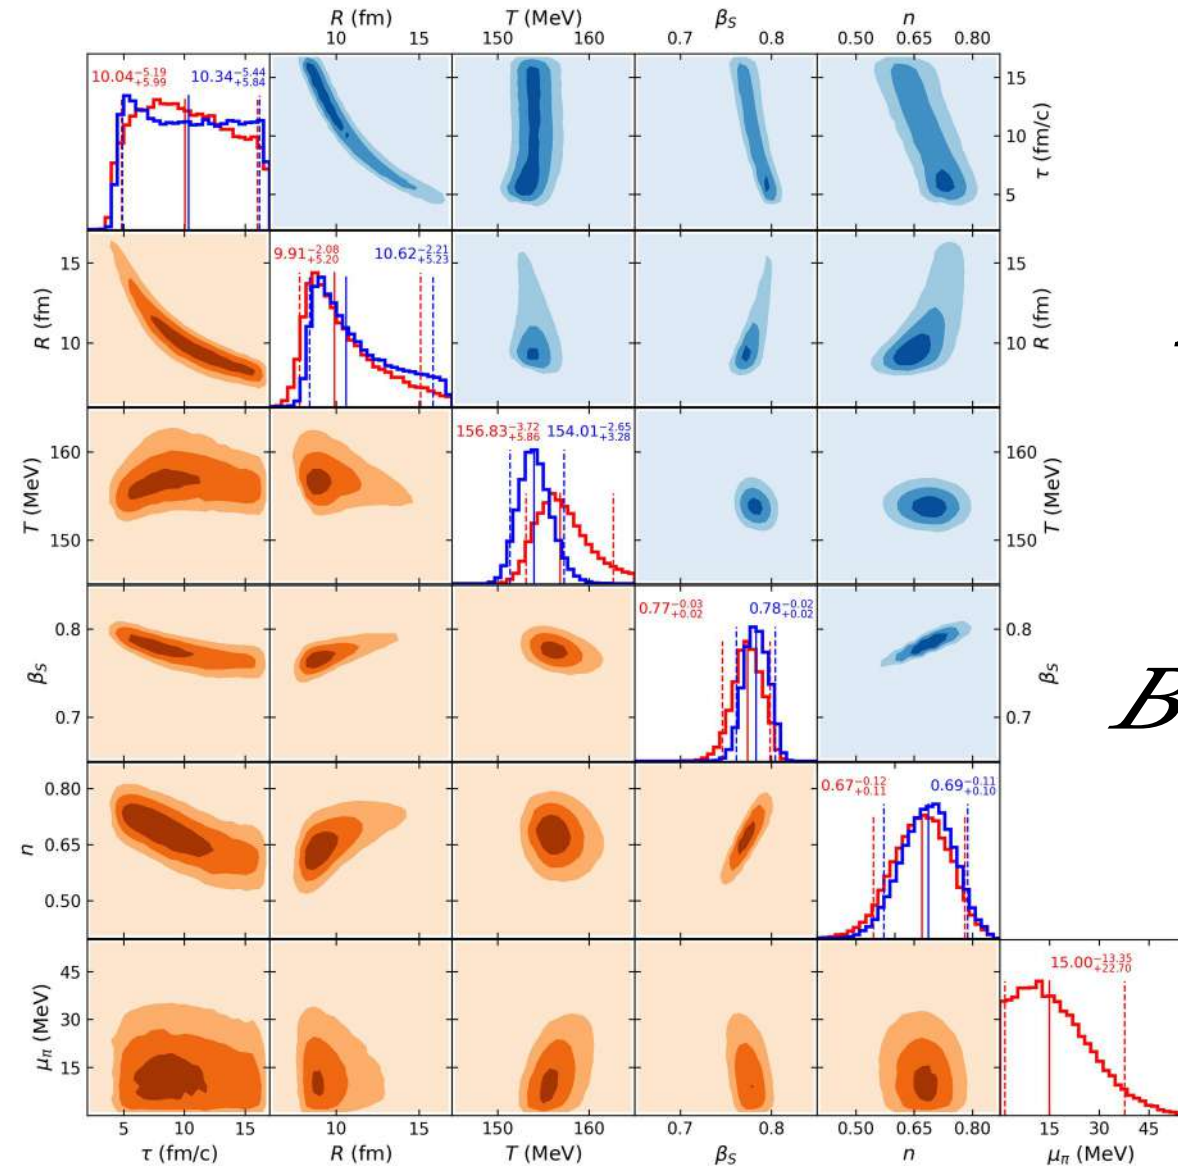 R (fm) T (MeV) β_S n
10 15 150 160 0.7 0.8 0.50 0.65 0.80
10.04^{-5.19}_{+5.99} 10.34^{-5.44}_{+5.84}
15
10
5
τ (fm/c)
15
10
R (fm)
9.91^{-2.08}_{+5.20} 10.62^{-2.21}_{+5.23}
15
10
R (fm)
160
150
T (MeV)
156.83^{-3.72}_{+5.86} 154.01^{-2.65}_{+3.28}
160
150
T (MeV)
0.8
0.7
β_S
0.77^{-0.03}_{+0.02} 0.78^{-0.02}_{+0.02}
0.8
0.7
β_S
B
0.80
0.65
0.50
n
0.67^{-0.12}_{+0.11} 0.69^{-0.11}_{+0.10}
45
30
15
μ_π (MeV)
15.00^{-13.35}_{+22.70}
5 10 15 10 15 150 160 0.7 0.8 0.50 0.65 0.80 15 30 45
τ (fm/c) R (fm) T (MeV) β_S n μ_π (MeV)